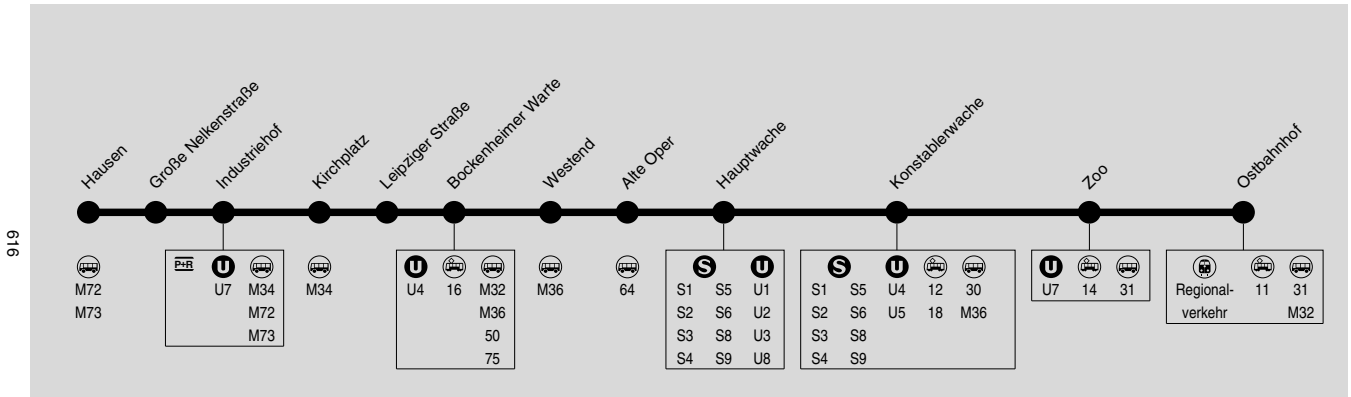 616
Hausen
Große Nelkenstraße
Industriehof
Kirchplatz
Leipziger Straße
Bockenheimer Warte
Westend
Alte Oper
Hauptwache
Konstablerwache
Zoo
Ostbahnhof
M72
M73
P+R
U
U7 M34
M72
M73
M34
U
U4 16 M32
M36
50
75
M36
64
S U
S1 S5 U1
S2 S6 U2
S3 S8 U3
S4 S9 U8
S U
S1 S5 U4 12 30
S2 S6 U5 18 M36
S3 S8
S4 S9
U
U7 14 31
Regional- 11 31
verkehr M32